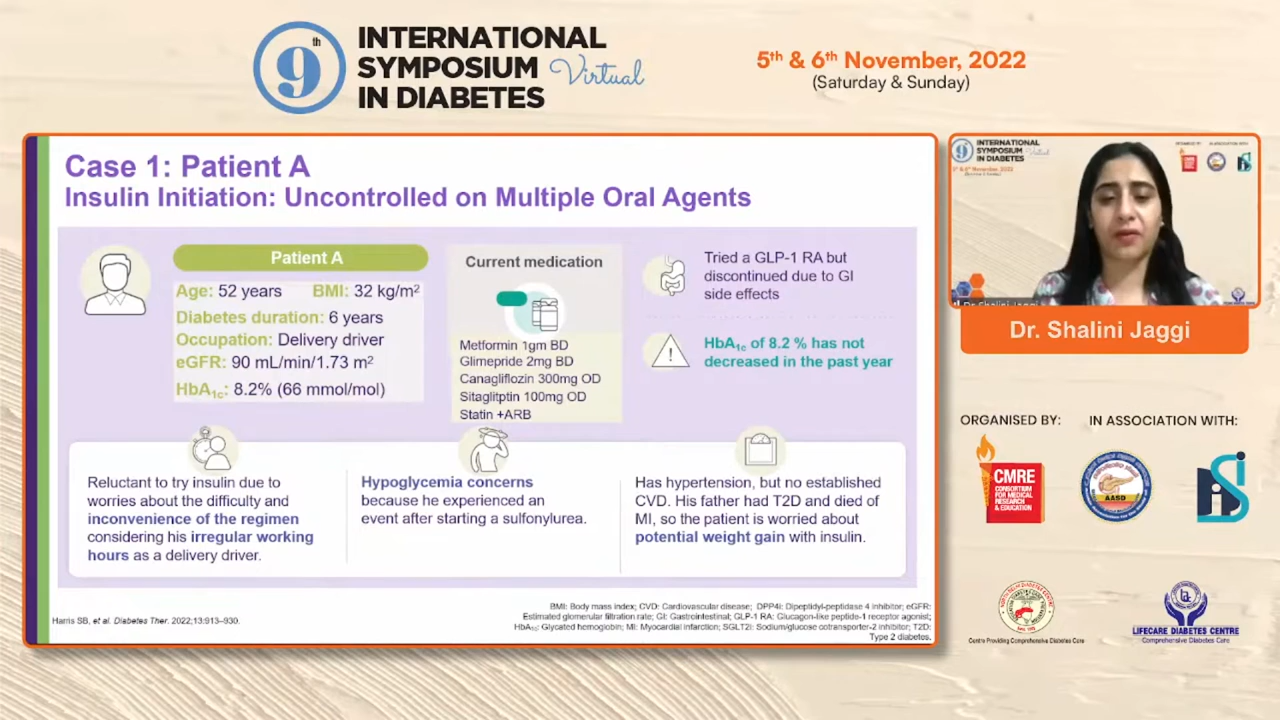 9th
INTERNATIONAL
SYMPOSIUM Virtual
IN DIABETES
5th & 6th November, 2022
(Saturday & Sunday)
Case 1: Patient A
Insulin Initiation: Uncontrolled on Multiple Oral Agents
Patient A
Age: 52 years BMI: 32 kg/m²
Diabetes duration: 6 years
Occupation: Delivery driver
eGFR: 90 mL/min/1.73 m²
HbA1c: 8.2% (66 mmol/mol)
Current medication
Metformin 1gm BD
Glimepride 2mg BD
Canagliflozin 300mg OD
Sitaglitptin 100mg OD
Statin +ARB
Tried a GLP-1 RA but
discontinued due to GI
side effects
HbA1c of 8.2 % has not
decreased in the past year
Reluctant to try insulin due to
worries about the difficulty and
inconvenience of the regimen
considering his irregular working
hours as a delivery driver.
Hypoglycemia concerns
because he experienced an
event after starting a sulfonylurea.
Has hypertension, but no established
CVD. His father had T2D and died of
MI, so the patient is worried about
potential weight gain with insulin.
Harris SB, et al. Diabetes Ther. 2022;13:913–930.
BMI: Body mass index; CVD: Cardiovascular disease; DPP4i: Dipeptidyl-peptidase 4 inhibitor; eGFR:
Estimated glomerular filtration rate; GI: Gastrointestinal; GLP-1 RA: Glucagon-like peptide-1 receptor agonist;
HbA1c: Glycated hemoglobin; MI: Myocardial infarction; SGLT2i: Sodium/glucose cotransporter-2 inhibitor; T2D:
Type 2 diabetes.
9
INTERNATIONAL
SYMPOSIUM Virtual
IN DIABETES
Dr Shalini Jaggi
Dr. Shalini Jaggi
ORGANISED BY:
IN ASSOCIATION WITH:
CMRE
CONSORTIUM
FOR MEDICAL
RESEARCH
& EDUCATION
AASD
Centre Providing Comprehensive Diabetes Care
LIFECARE DIABETES CENTRE
Comprehensive Diabetes Care